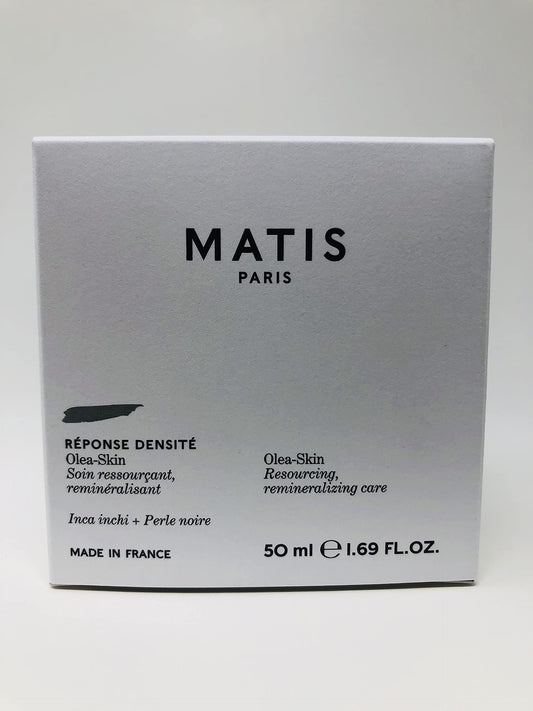 MATIS
PARIS
RÉPONSE DENSITÉ
Olea-Skin
Soin ressourçant,
reminéralisant
Inca inchi + Perle noire
MADE IN FRANCE
Olea-Skin
Resourcing,
remineralizing care
50 ml ℮ 1.69 FL.OZ.